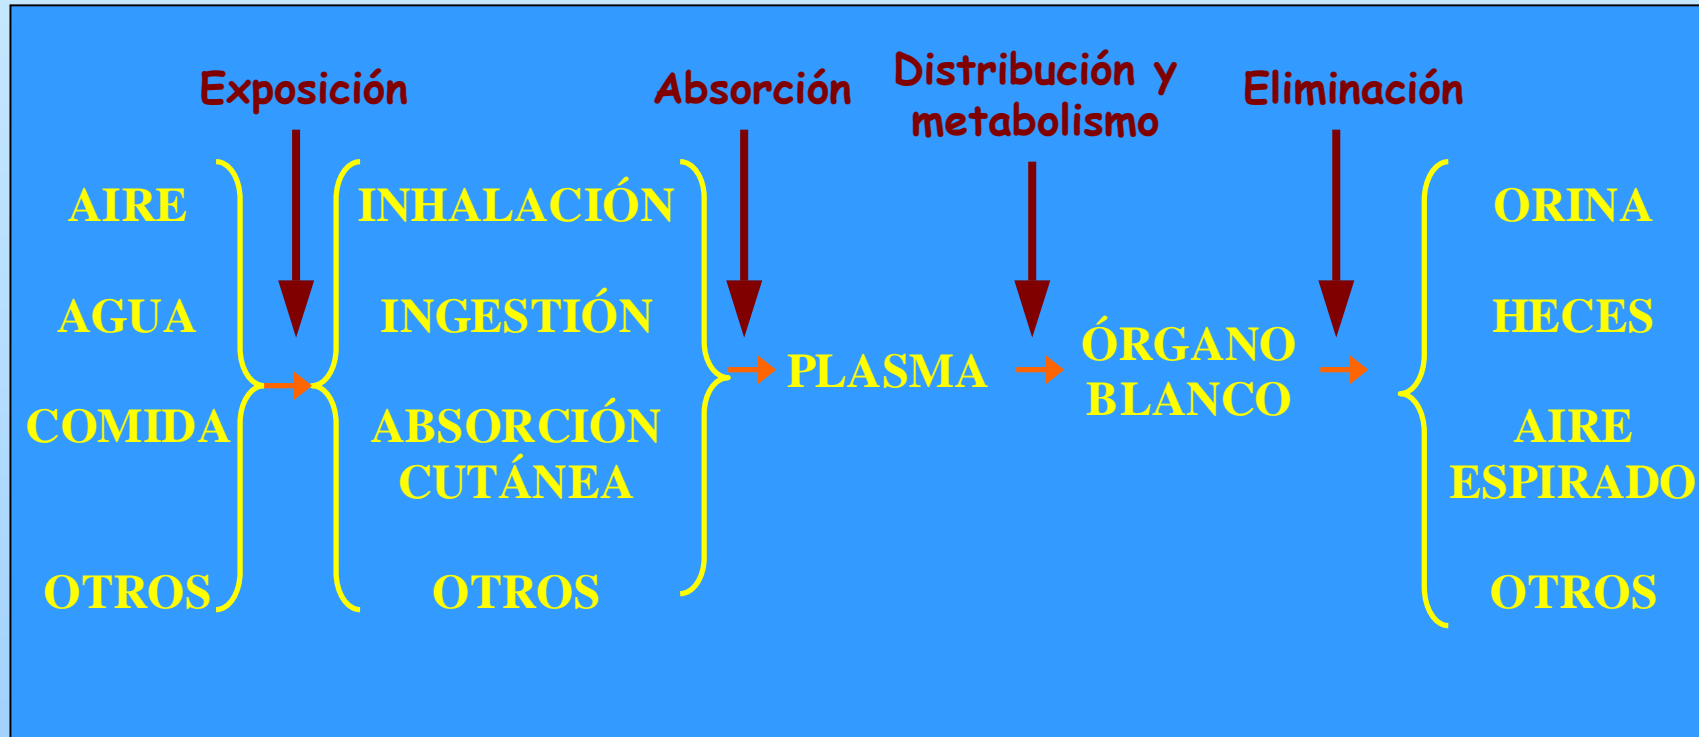 Exposición
Absorción
Distribución y
metabolismo
Eliminación
AIRE
AGUA
COMIDA
OTROS
INHALACIÓN
INGESTIÓN
ABSORCIÓN
CUTÁNEA
OTROS
PLASMA
ÓRGANO
BLANCO
ORINA
HECES
AIRE
ESPIRADO
OTROS